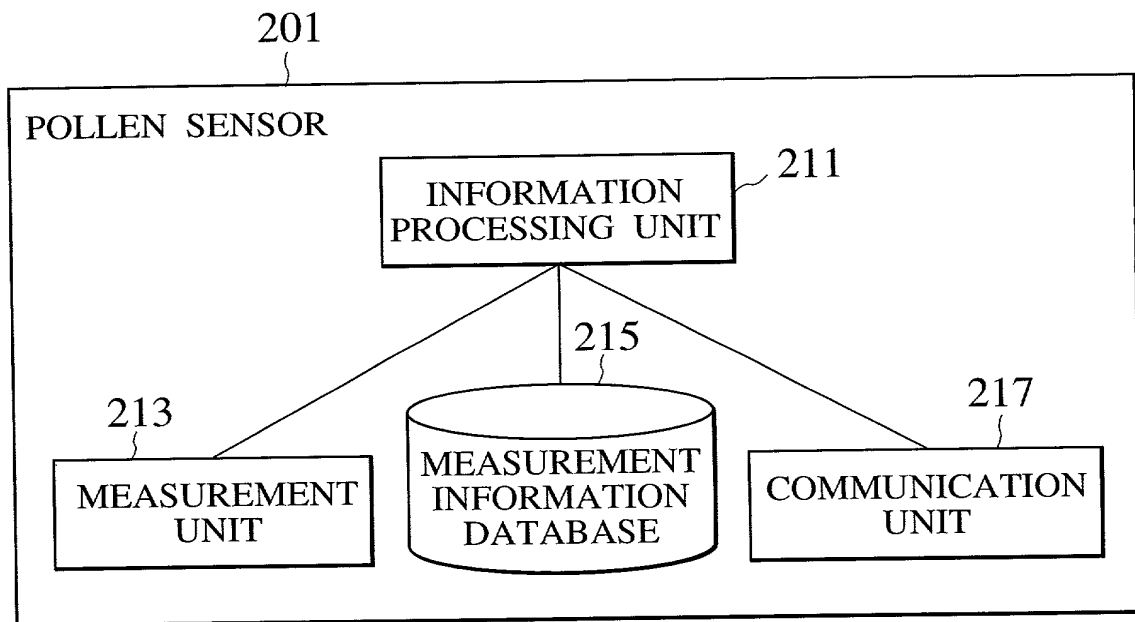 201
POLLEN SENSOR
211
INFORMATION
PROCESSING UNIT
215
213
217
MEASUREMENT
UNIT
MEASUREMENT
INFORMATION
DATABASE
COMMUNICATION
UNIT